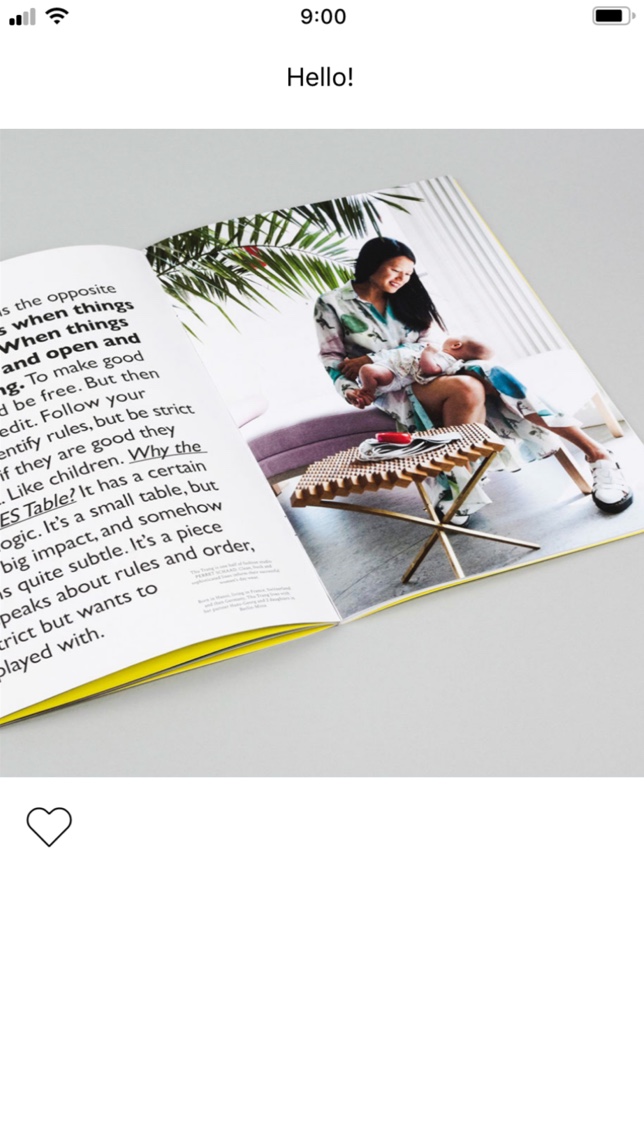 9:00
Hello!
s the opposite
s when things
When things
and open and
ng. To make good
d be free. But then
edit. Follow your
entify rules, but be strict
if they are good they
. Like children. Why the
ES Table? It has a certain
ogic. It's a small table, but
big impact, and somehow
is quite subtle. It's a piece
peaks about rules and order,
trict but wants to
played with.